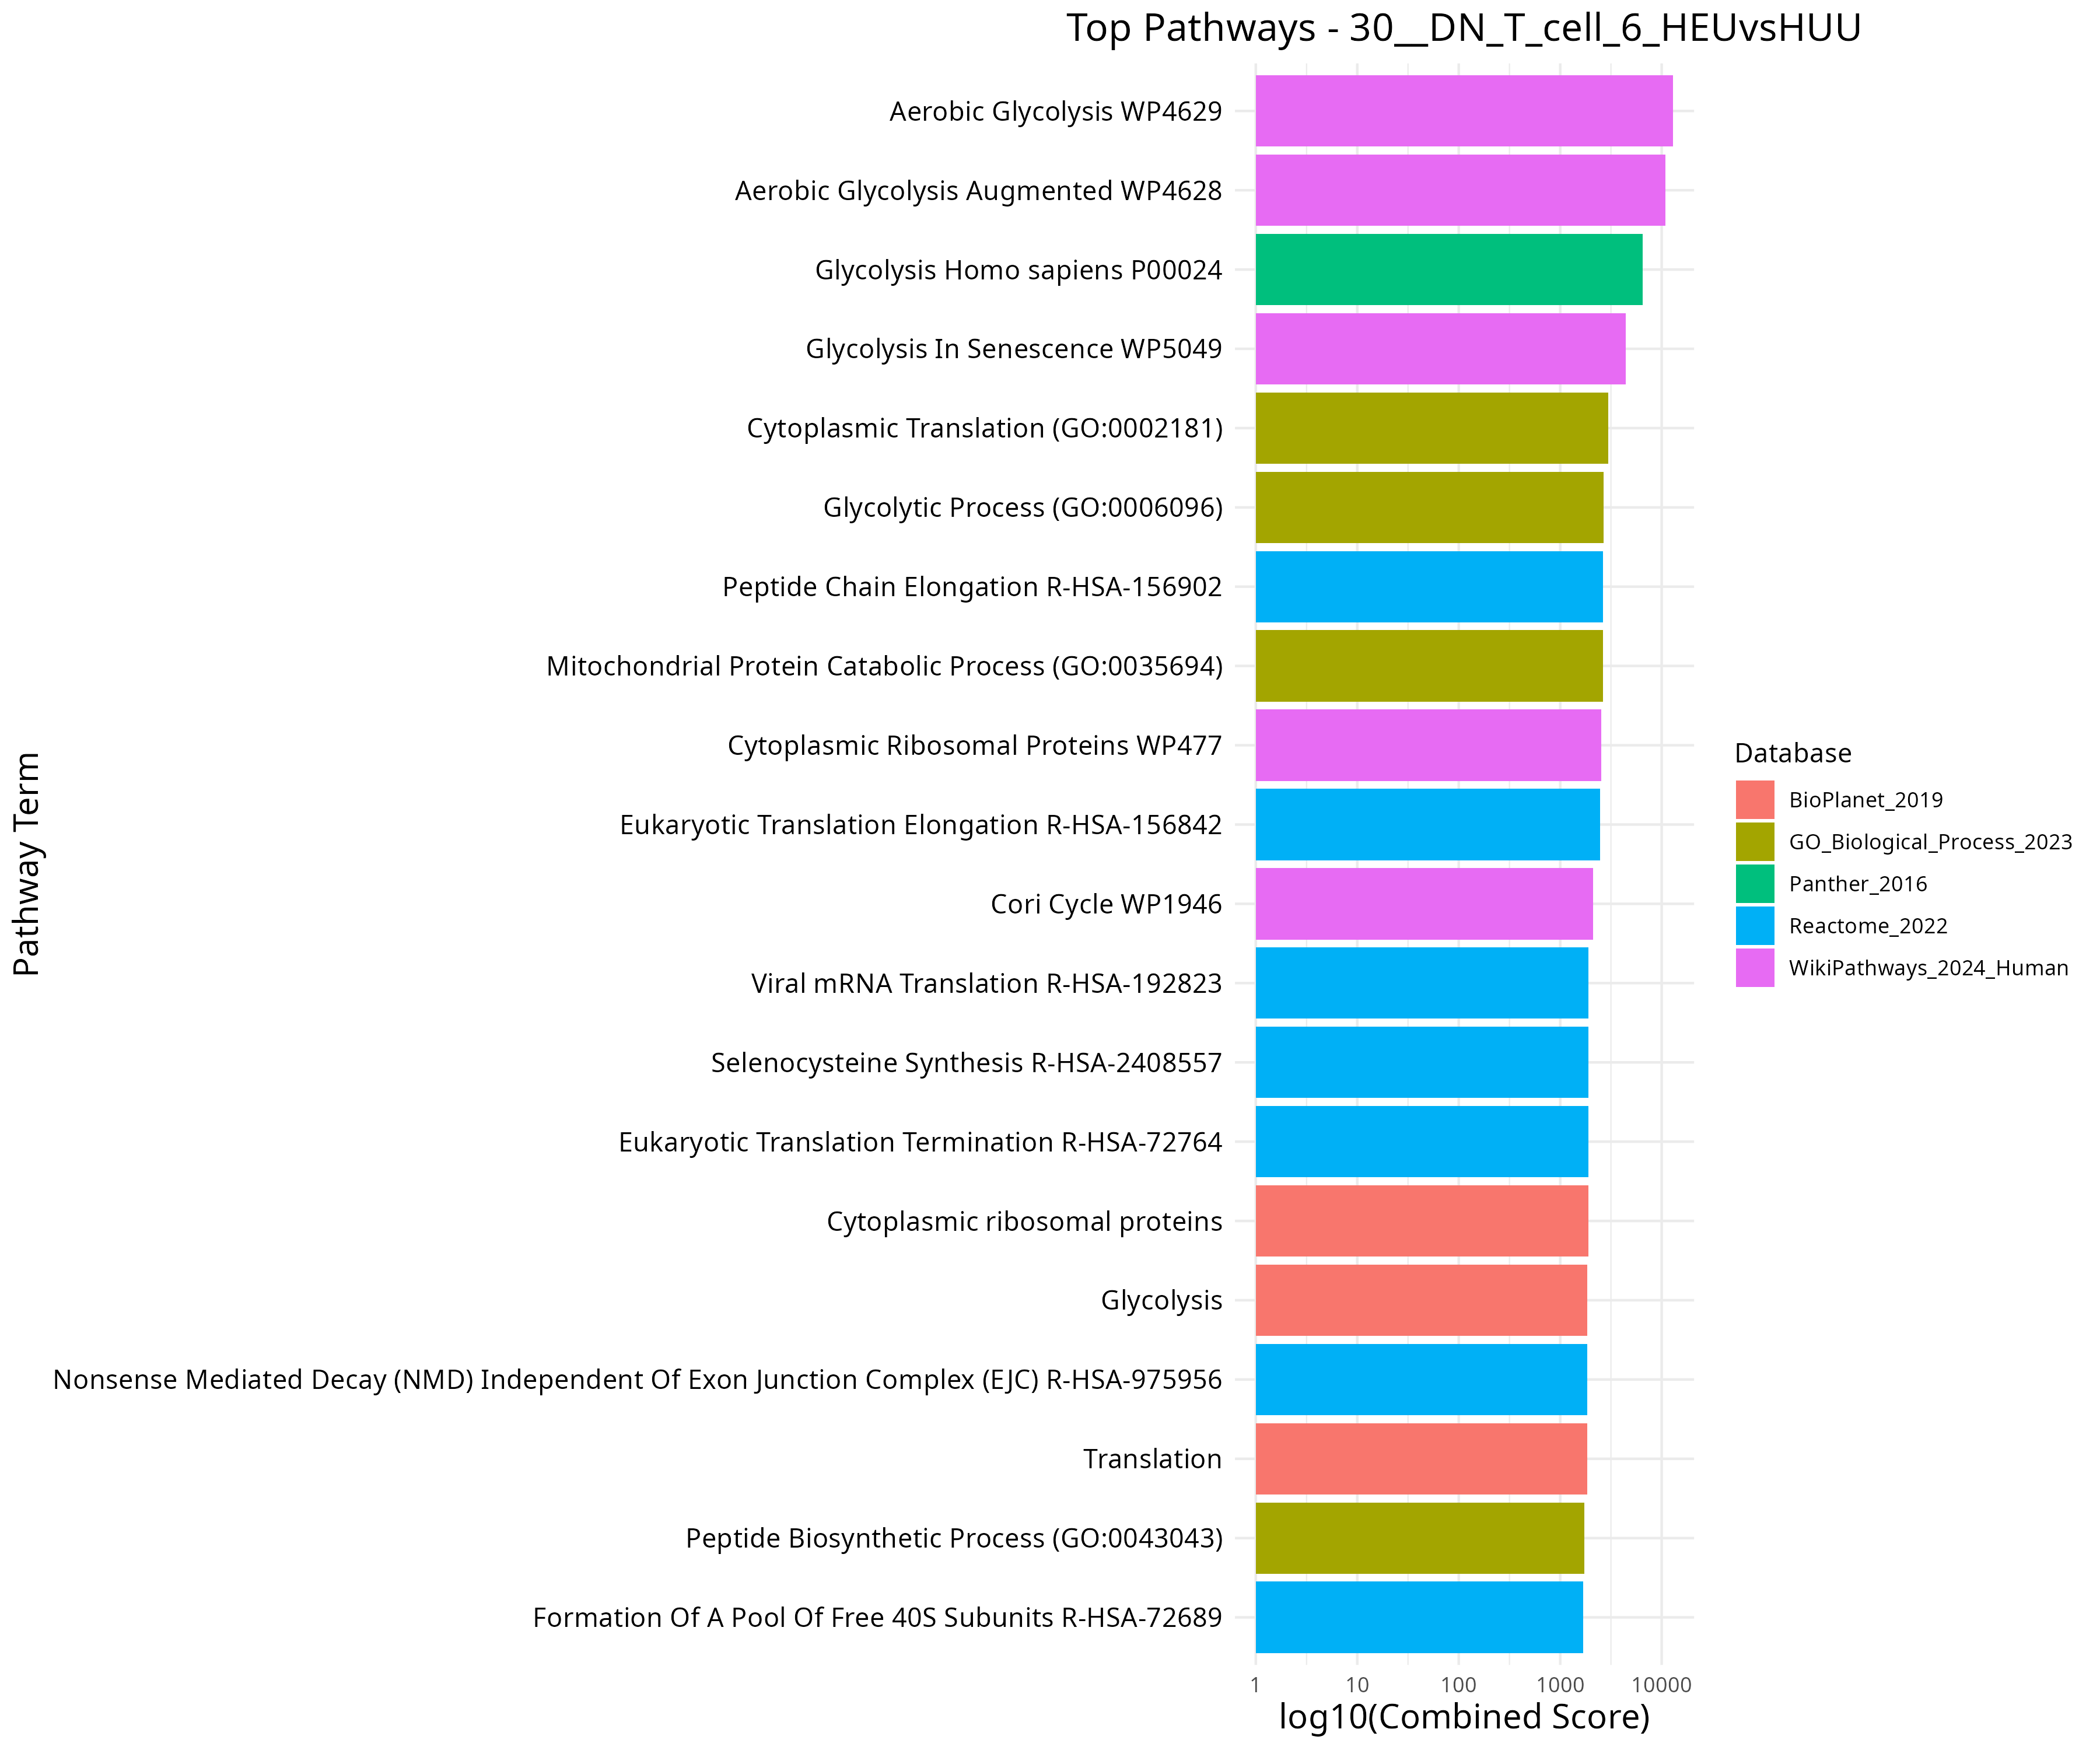 Top Pathways - 30__DN_T_cell_6_HEUvsHUU
Pathway Term
Aerobic Glycolysis WP4629
Aerobic Glycolysis Augmented WP4628
Glycolysis Homo sapiens P00024
Glycolysis In Senescence WP5049
Cytoplasmic Translation (GO:0002181)
Glycolytic Process (GO:0006096)
Peptide Chain Elongation R-HSA-156902
Mitochondrial Protein Catabolic Process (GO:0035694)
Cytoplasmic Ribosomal Proteins WP477
Eukaryotic Translation Elongation R-HSA-156842
Cori Cycle WP1946
Viral mRNA Translation R-HSA-192823
Selenocysteine Synthesis R-HSA-2408557
Eukaryotic Translation Termination R-HSA-72764
Cytoplasmic ribosomal proteins
Glycolysis
Nonsense Mediated Decay (NMD) Independent Of Exon Junction Complex (EJC) R-HSA-975956
Translation
Peptide Biosynthetic Process (GO:0043043)
Formation Of A Pool Of Free 40S Subunits R-HSA-72689
1 10 100 1000 10000
log10(Combined Score)
Database
BioPlanet_2019
GO_Biological_Process_2023
Panther_2016
Reactome_2022
WikiPathways_2024_Human